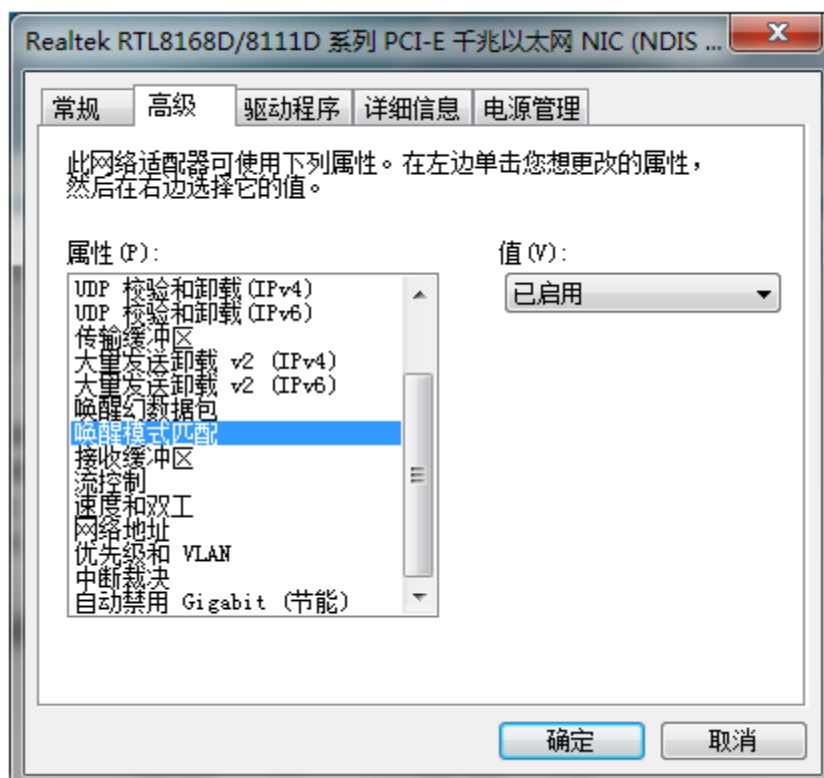 Realtek RTL8168D/8111D 系列 PCI-E 千兆以太网 NIC (NDIS ...
常规 高级 驱动程序 详细信息 电源管理
此网络适配器可使用下列属性。在左边单击您想更改的属性，
然后在右边选择它的值。
属性(P):
UDP 校验和卸载(IPv4)
UDP 校验和卸载(IPv6)
传输缓冲区
大量发送卸载 v2 (IPv4)
大量发送卸载 v2 (IPv6)
唤醒幻数据包
唤醒模式匹配
接收缓冲区
流控制
速度和双工
网络地址
优先级和 VLAN
中断裁决
自动禁用 Gigabit (节能)
值(V):
已启用
确定 取消